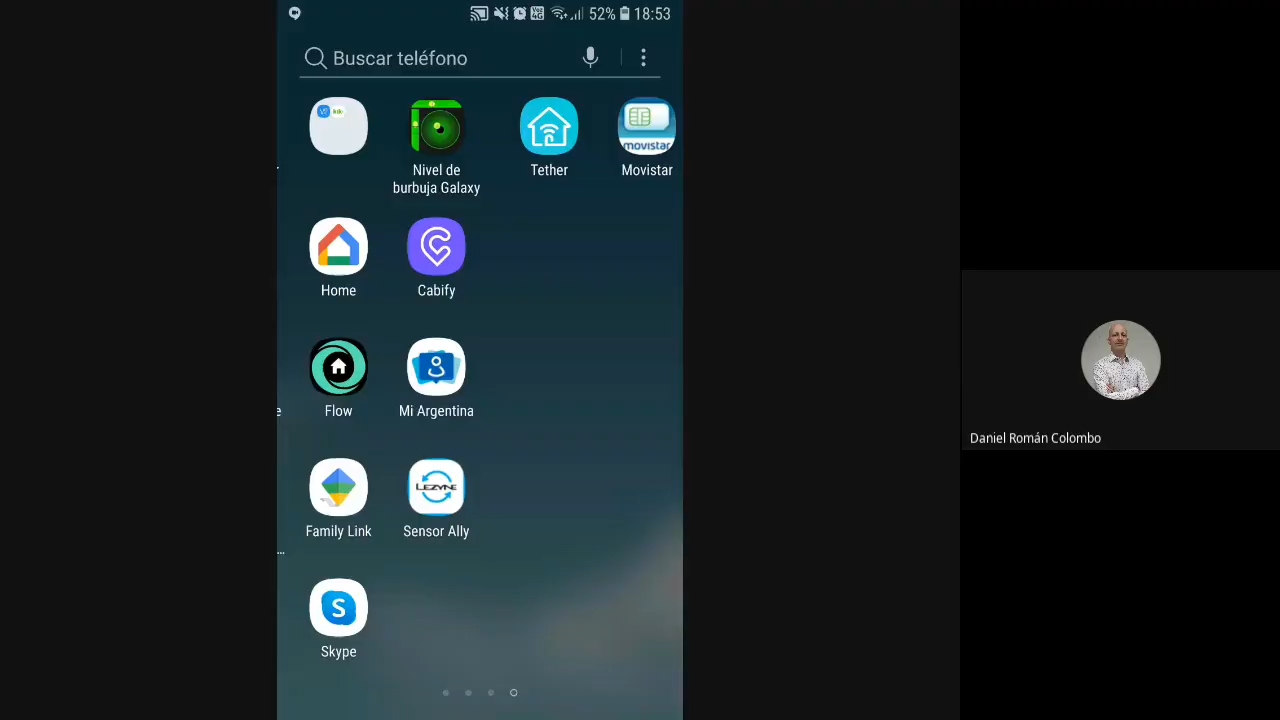 52% 18:53
Buscar teléfono
kik
Nivel de
burbuja Galaxy
Tether
movistar
Movistar
Home
Cabify
Flow
Mi Argentina
LEZYNE
Family Link
Sensor Ally
S
Skype
Daniel Román Colombo